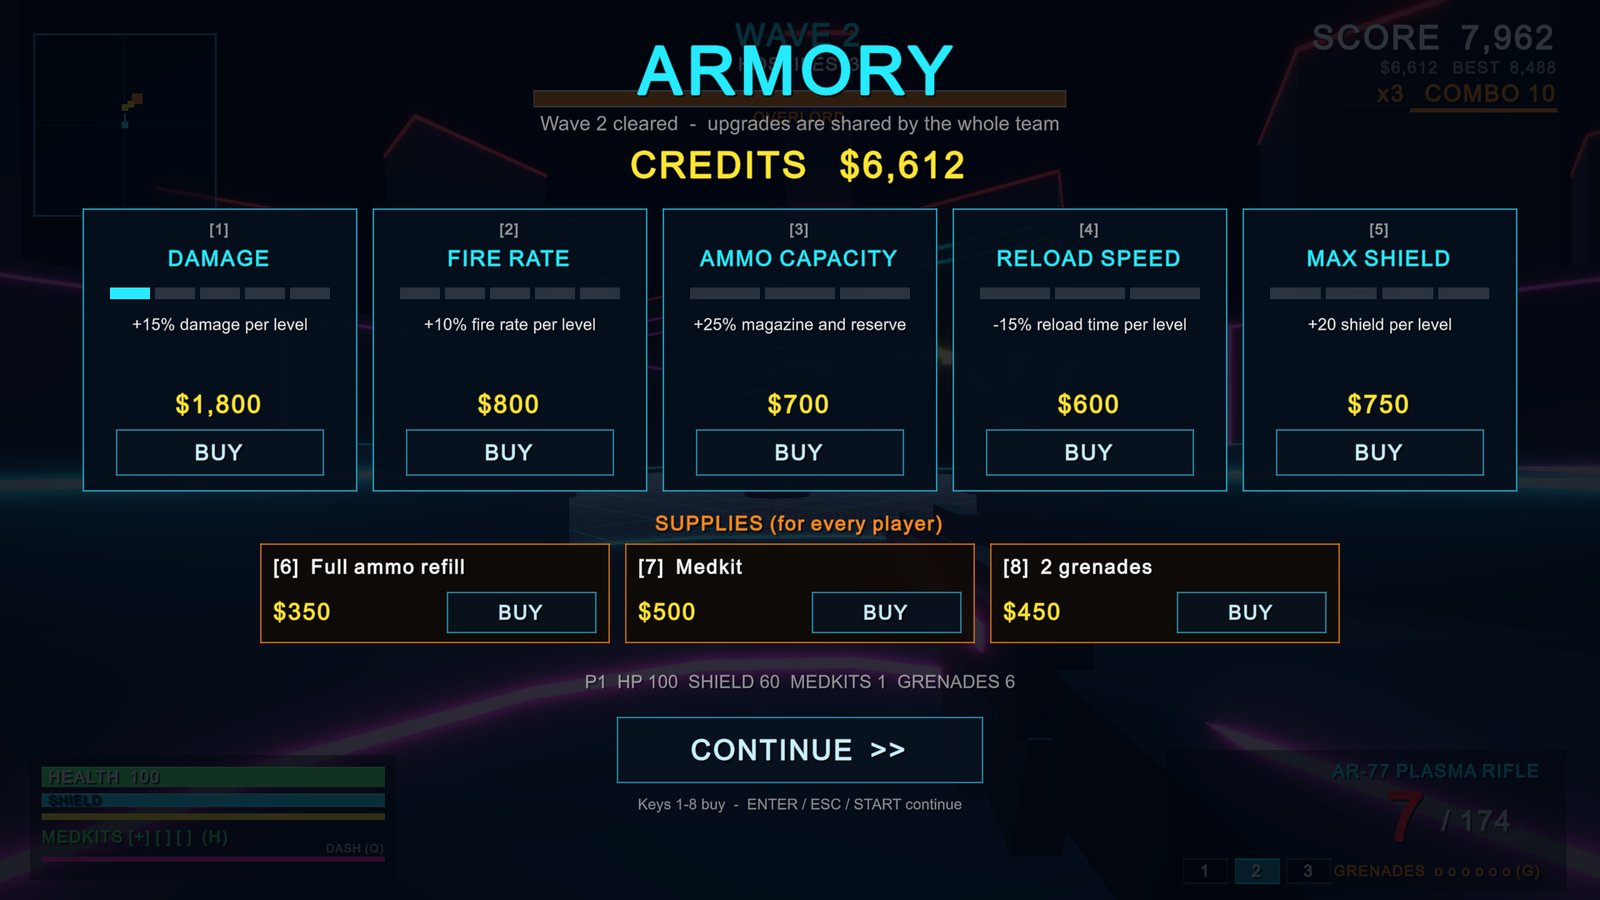 WAVE 2
SCORE 7,962
$6,612 BEST 8,488
x3 COMBO 10
ARMORY
OVERLORD
Wave 2 cleared - upgrades are shared by the whole team
CREDITS $6,612
[1]
DAMAGE
+15% damage per level
$1,800
BUY
[2]
FIRE RATE
+10% fire rate per level
$800
BUY
[3]
AMMO CAPACITY
+25% magazine and reserve
$700
BUY
[4]
RELOAD SPEED
-15% reload time per level
$600
BUY
[5]
MAX SHIELD
+20 shield per level
$750
BUY
SUPPLIES (for every player)
[6] Full ammo refill
$350 BUY
[7] Medkit
$500 BUY
[8] 2 grenades
$450 BUY
P1 HP 100 SHIELD 60 MEDKITS 1 GRENADES 6
CONTINUE >>
Keys 1-8 buy - ENTER / ESC / START continue
HEALTH 100
SHIELD
MEDKITS [+] [ ] [ ] (H)
DASH (Q)
AR-77 PLASMA RIFLE
7 / 174
1 2 3 GRENADES o o o o o o (G)